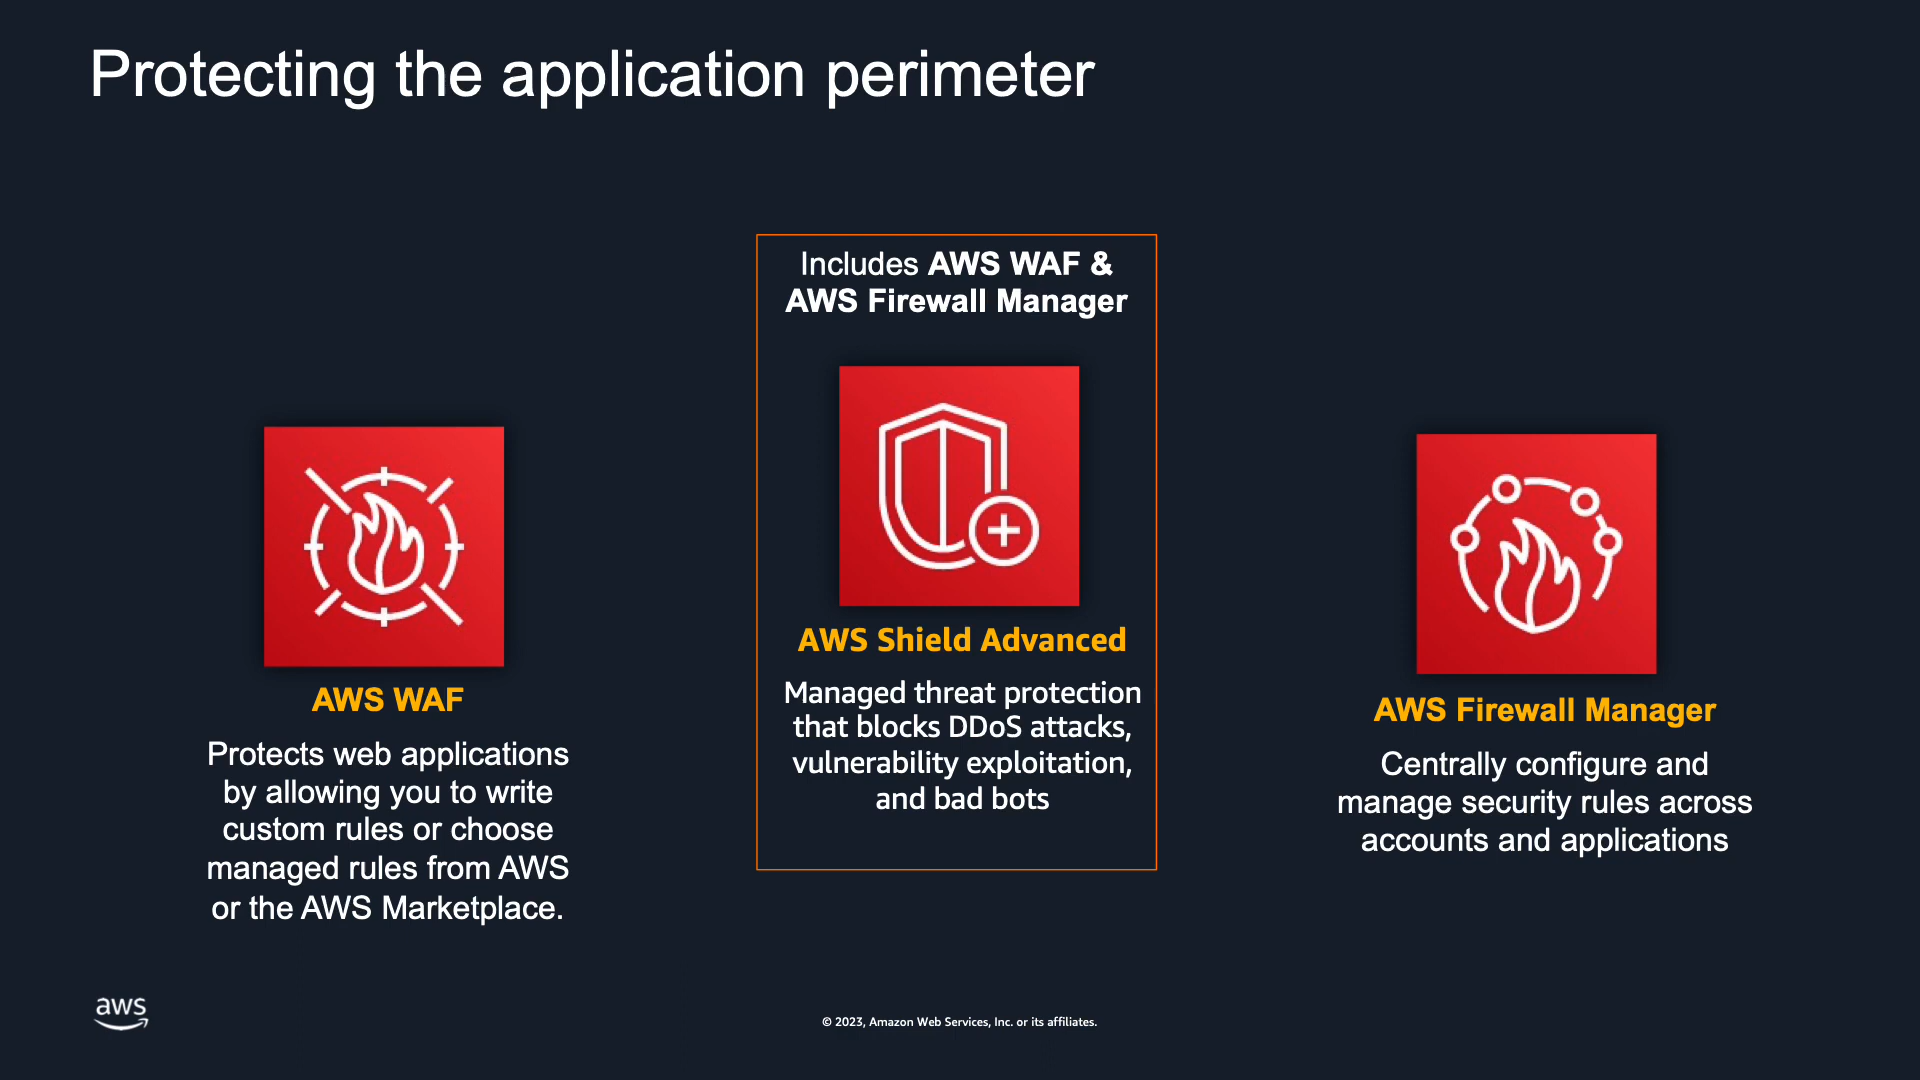 Protecting the application perimeter
Includes AWS WAF &
AWS Firewall Manager
AWS WAF
Protects web applications
by allowing you to write
custom rules or choose
managed rules from AWS
or the AWS Marketplace.
AWS Shield Advanced
Managed threat protection
that blocks DDoS attacks,
vulnerability exploitation,
and bad bots
AWS Firewall Manager
Centrally configure and
manage security rules across
accounts and applications
aws
© 2023, Amazon Web Services, Inc. or its affiliates.